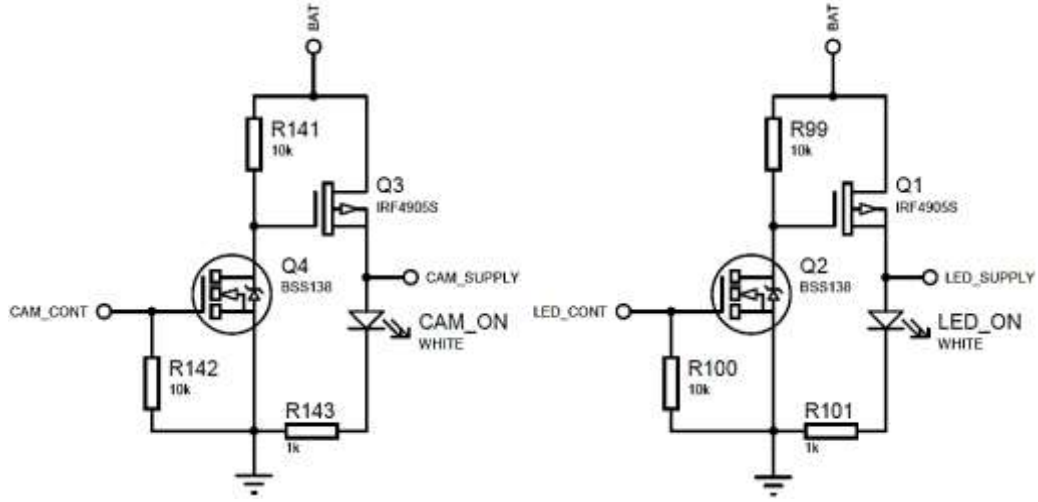 BAT
R141
10k
Q3
IRF4905S
Q4
BSS138
CAM_SUPPLY
CAM_CONT
CAM_ON
WHITE
R142
10k
R143
1k
BAT
R99
10k
Q1
IRF4905S
Q2
BSS138
LED_SUPPLY
LED_CONT
LED_ON
WHITE
R100
10k
R101
1k